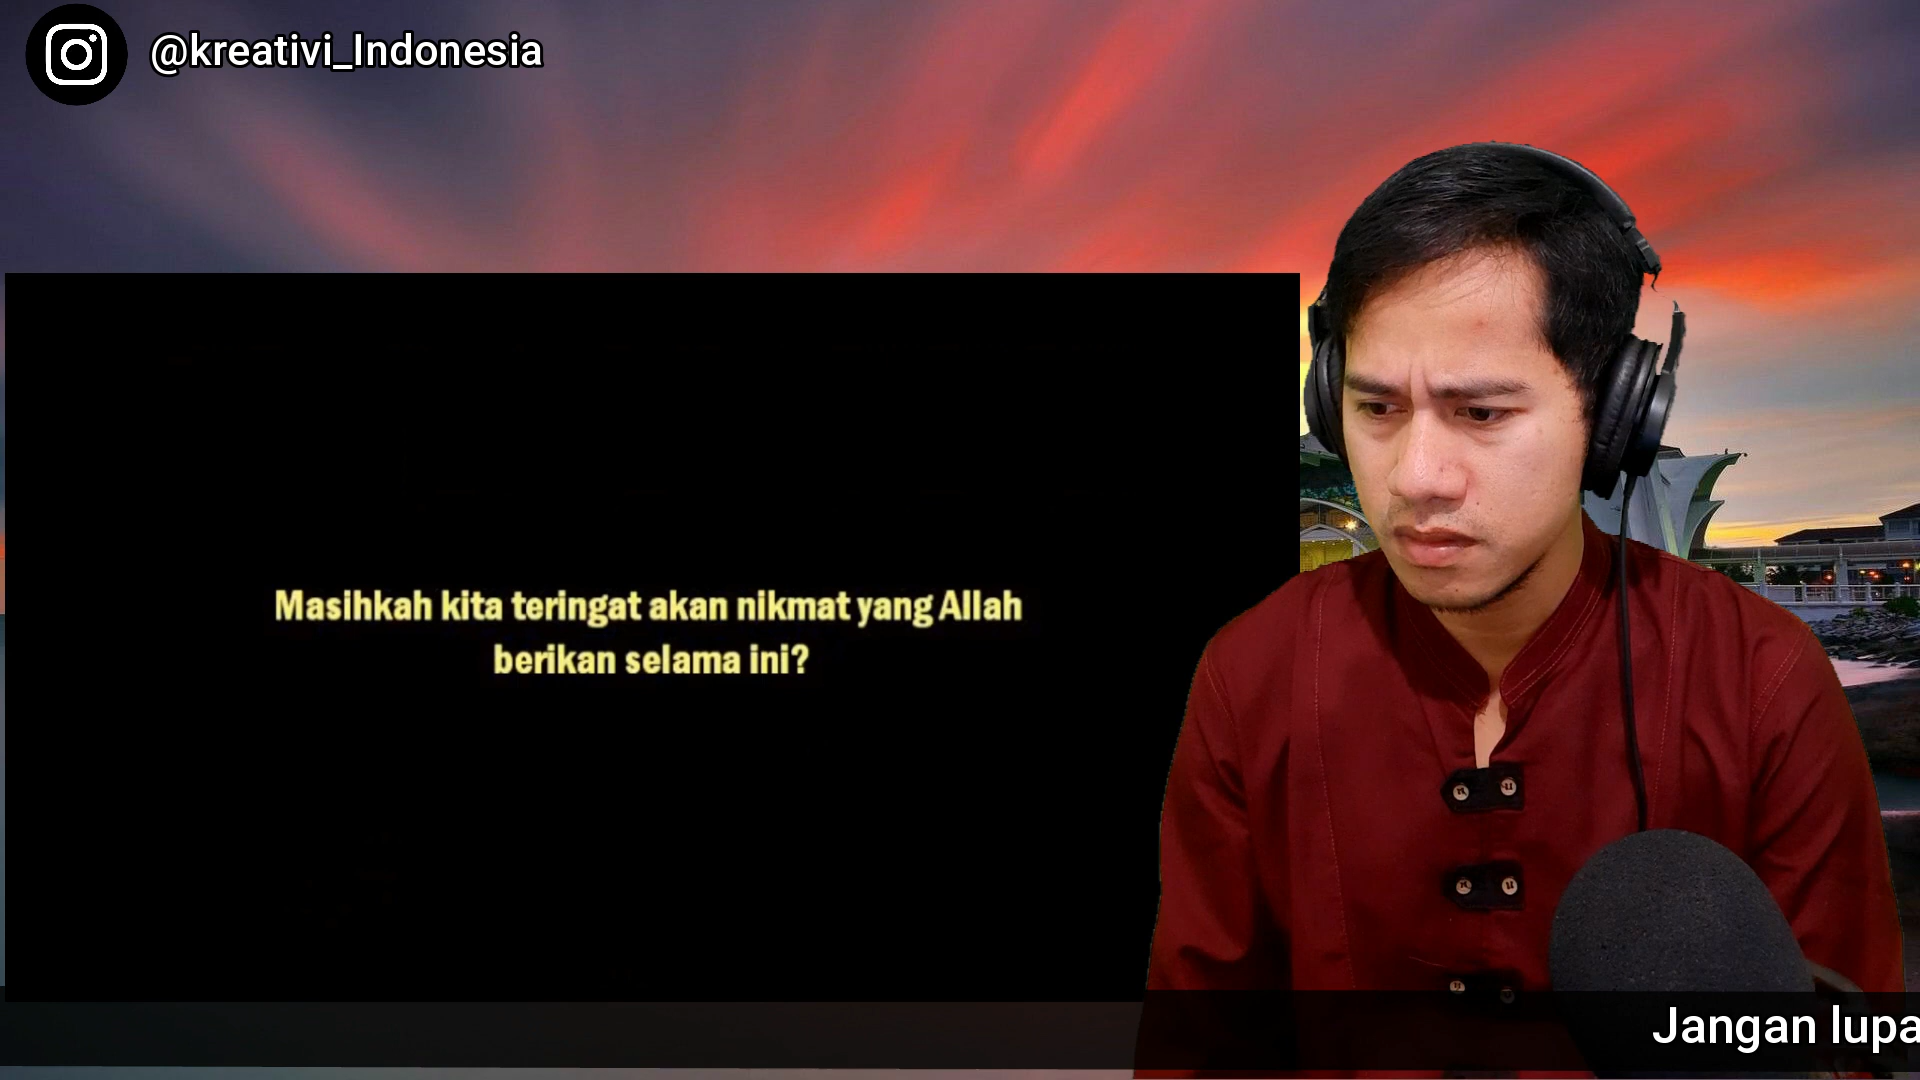 @kreativi_Indonesia
Masihkah kita teringat akan nikmat yang Allah
berikan selama ini?
Jangan lupa